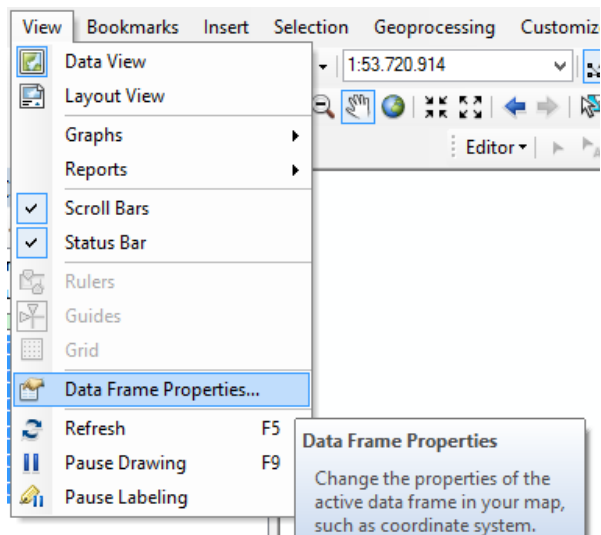 View Bookmarks Insert Selection Geoprocessing Customiz
Data View
1:53.720.914
Layout View
Graphs
Editor
Reports
Scroll Bars
Status Bar
Rulers
Guides
Grid
Data Frame Properties...
Refresh F5
Pause Drawing F9
Pause Labeling
Data Frame Properties
Change the properties of the
active data frame in your map,
such as coordinate system.